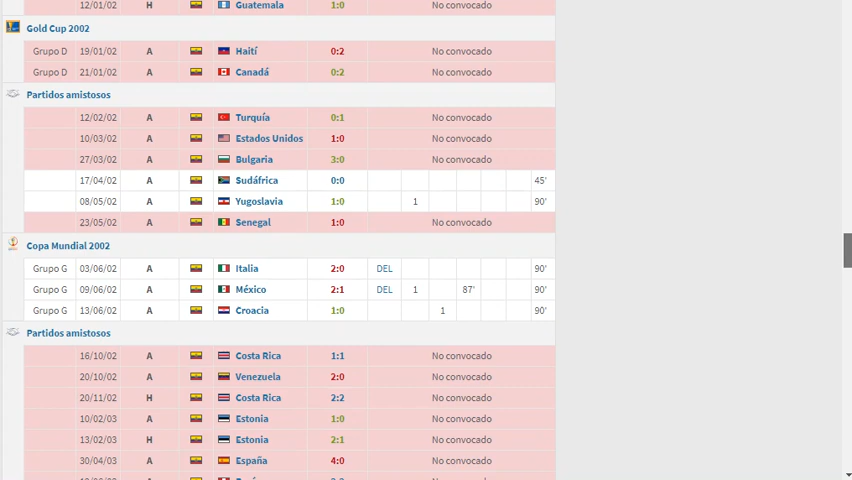 12/01/02 H Guatemala 1:0 No convocado
Gold Cup 2002
Grupo D 19/01/02 A Haití 0:2 No convocado
Grupo D 21/01/02 A Canadá 0:2 No convocado
Partidos amistosos
12/02/02 A Turquía 0:1 No convocado
10/03/02 A Estados Unidos 1:0 No convocado
27/03/02 A Bulgaria 3:0 No convocado
17/04/02 A Sudáfrica 0:0 45'
08/05/02 A Yugoslavia 1:0 1 90'
23/05/02 A Senegal 1:0 No convocado
Copa Mundial 2002
Grupo G 03/06/02 A Italia 2:0 DEL 90'
Grupo G 09/06/02 A México 2:1 DEL 1 87' 90'
Grupo G 13/06/02 A Croacia 1:0 1 90'
Partidos amistosos
16/10/02 A Costa Rica 1:1 No convocado
20/10/02 A Venezuela 2:0 No convocado
20/11/02 H Costa Rica 2:2 No convocado
10/02/03 A Estonia 1:0 No convocado
13/02/03 H Estonia 2:1 No convocado
30/04/03 A España 4:0 No convocado